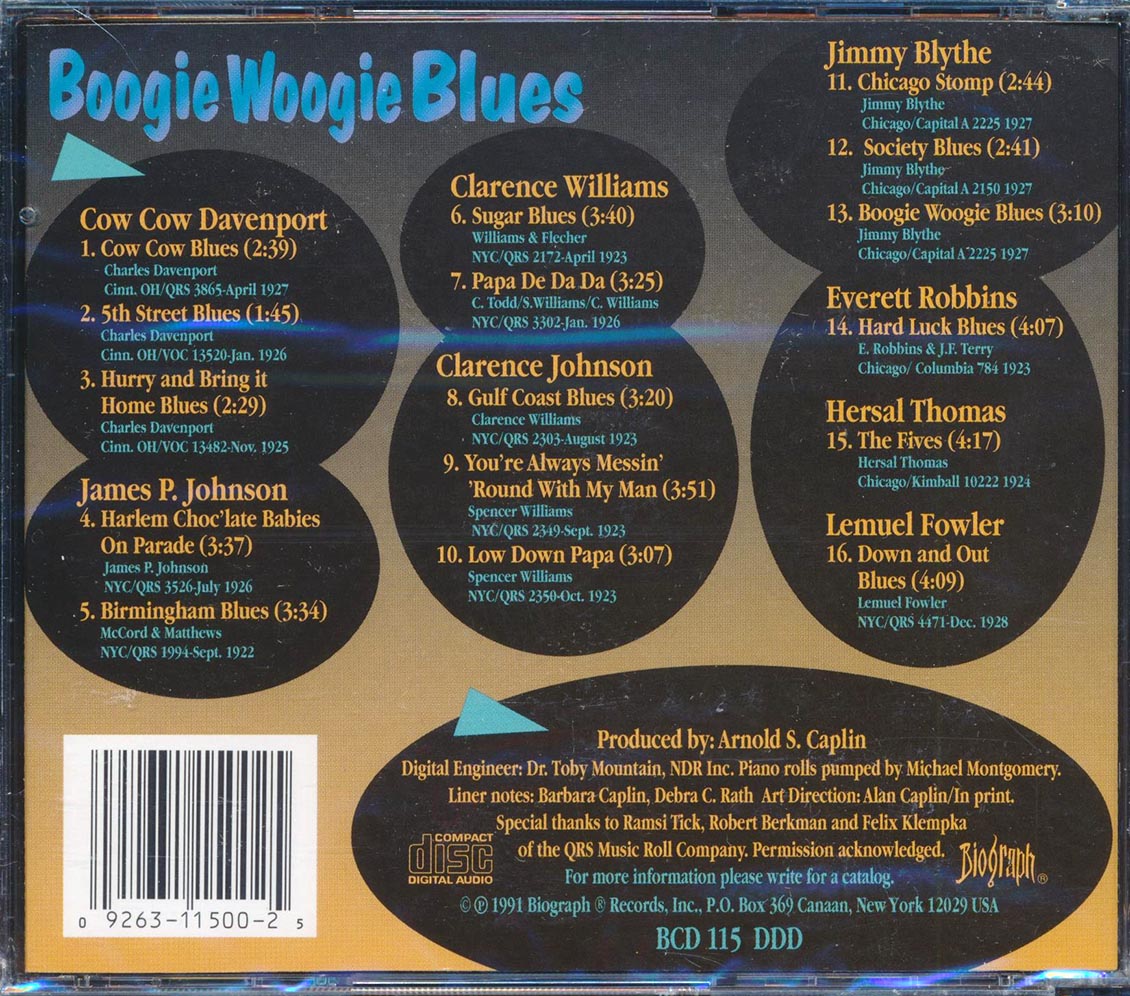 Boogie Woogie Blues
Cow Cow Davenport
1. Cow Cow Blues (2:39)
Charles Davenport
Cinn. OH/QRS 3865-April 1927
2. 5th Street Blues (1:45)
Charles Davenport
Cinn. OH/VOC 13520-Jan. 1926
3. Hurry and Bring it
Home Blues (2:29)
Charles Davenport
Cinn. OH/VOC 13482-Nov. 1925
James P. Johnson
4. Harlem Choc'late Babies
On Parade (3:37)
James P. Johnson
NYC/QRS 3526-July 1926
5. Birmingham Blues (3:34)
McCord & Matthews
NYC/QRS 1994-Sept. 1922
Clarence Williams
6. Sugar Blues (3:40)
Williams & Flecher
NYC/QRS 2172-April 1923
7. Papa De Da Da (3:25)
C. Todd/S.Williams/C. Williams
NYC/QRS 3302-Jan. 1926
Clarence Johnson
8. Gulf Coast Blues (3:20)
Clarence Williams
NYC/QRS 2303-August 1923
9. You're Always Messin'
'Round With My Man (3:51)
Spencer Williams
NYC/QRS 2349-Sept. 1923
10. Low Down Papa (3:07)
Spencer Williams
NYC/QRS 2350-Oct. 1923
Jimmy Blythe
11. Chicago Stomp (2:44)
Jimmy Blythe
Chicago/Capital A 2225 1927
12. Society Blues (2:41)
Jimmy Blythe
Chicago/Capital A 2150 1927
13. Boogie Woogie Blues (3:10)
Jimmy Blythe
Chicago/Capital A 2225 1927
Everett Robbins
14. Hard Luck Blues (4:07)
E. Robbins & J.F. Terry
Chicago/ Columbia 784 1923
Hersal Thomas
15. The Fives (4:17)
Hersal Thomas
Chicago/Kimball 10222 1924
Lemuel Fowler
16. Down and Out
Blues (4:09)
Lemuel Fowler
NYC/QRS 4471-Dec. 1928
Produced by: Arnold S. Caplin
Digital Engineer: Dr. Toby Mountain, NDR Inc. Piano rolls pumped by Michael Montgomery.
Liner notes: Barbara Caplin, Debra C. Rath Art Direction: Alan Caplin/In print.
Special thanks to Ramsi Tick, Robert Berkman and Felix Klempka
of the QRS Music Roll Company. Permission acknowledged.
For more information please write for a catalog.
© ℗ 1991 Biograph ® Records, Inc., P.O. Box 369 Canaan, New York 12029 USA
BCD 115 DDD
COMPACT
disc
DIGITAL AUDIO
Biograph ®
0 9263-11500-2 5